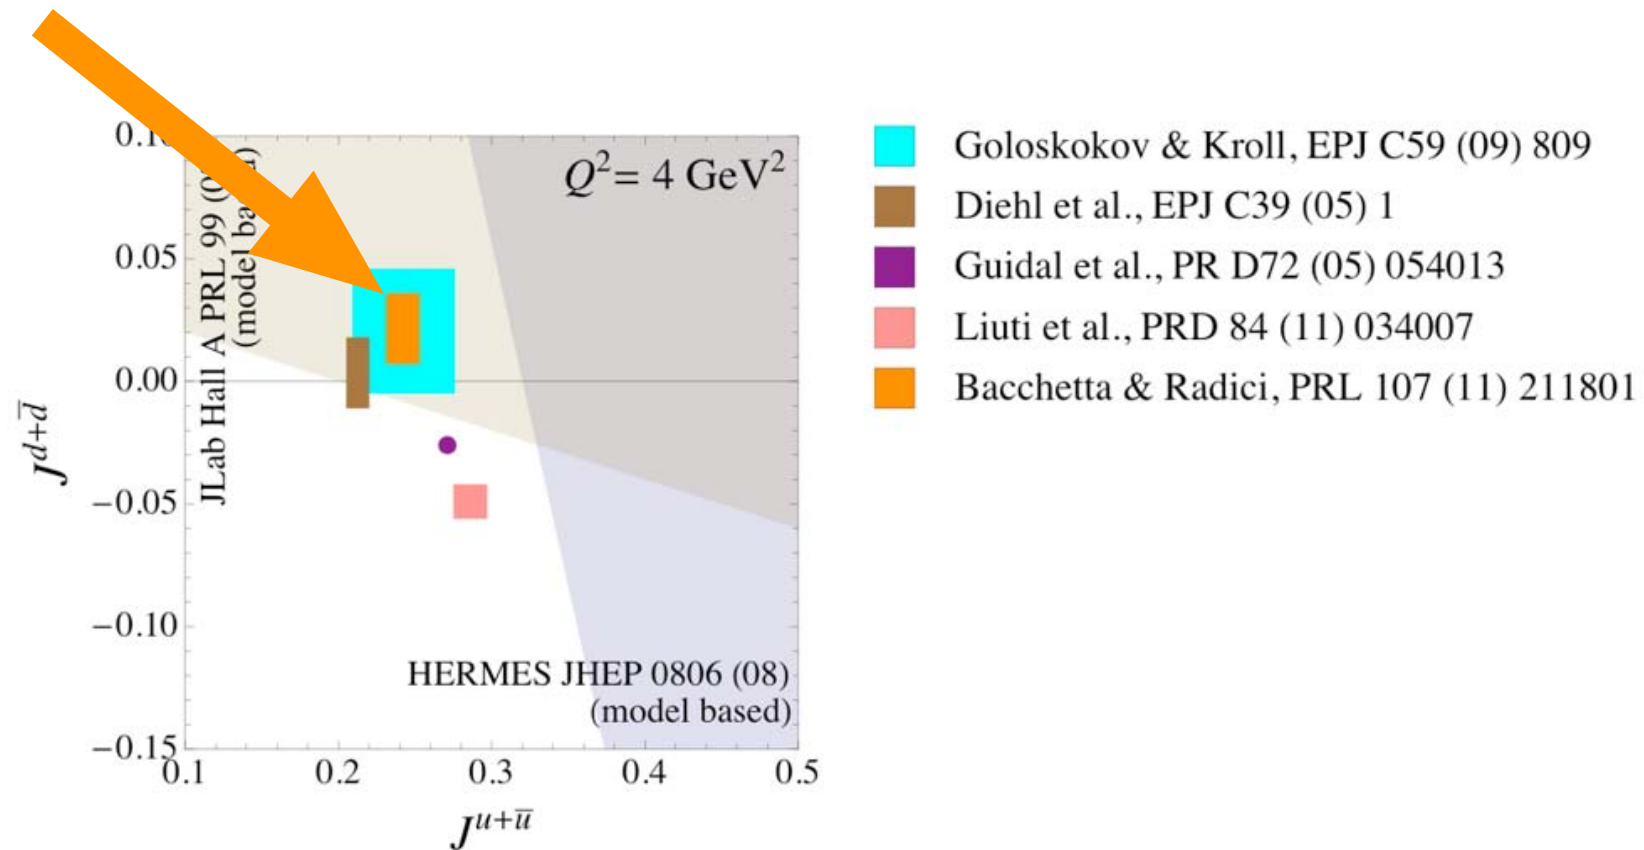 0.05
0.00
−0.05
−0.10
−0.15
0.1
0.2
0.3
0.4
0.5
J^{d+d̅}
J^{u+u̅}
Q²= 4 GeV²
JLab Hall A PRL 99
(model
HERMES JHEP 0806 (08)
(model based)
Goloskokov & Kroll, EPJ C59 (09) 809
Diehl et al., EPJ C39 (05) 1
Guidal et al., PR D72 (05) 054013
Liuti et al., PRD 84 (11) 034007
Bacchetta & Radici, PRL 107 (11) 211801